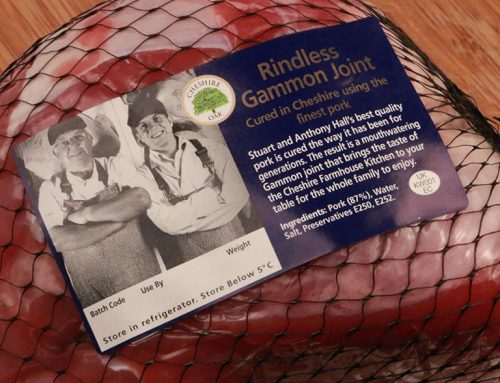 CHESHIRE
OAK
Rindless
Gammon Joint
Cured in Cheshire using the
finest pork
Stuart and Anthony Hall's best quality
pork is cured the way it has been for
generations. The result is a mouthwatering
Gammon joint that brings the taste of
the Cheshire Farmhouse Kitchen to your
table for the whole family to enjoy.
Ingredients: Pork (87%), Water,
Salt, Preservatives E250, E252.
UK
KW001
EC
Batch Code Use By Weight
Store in refrigerator. Store Below 5°C